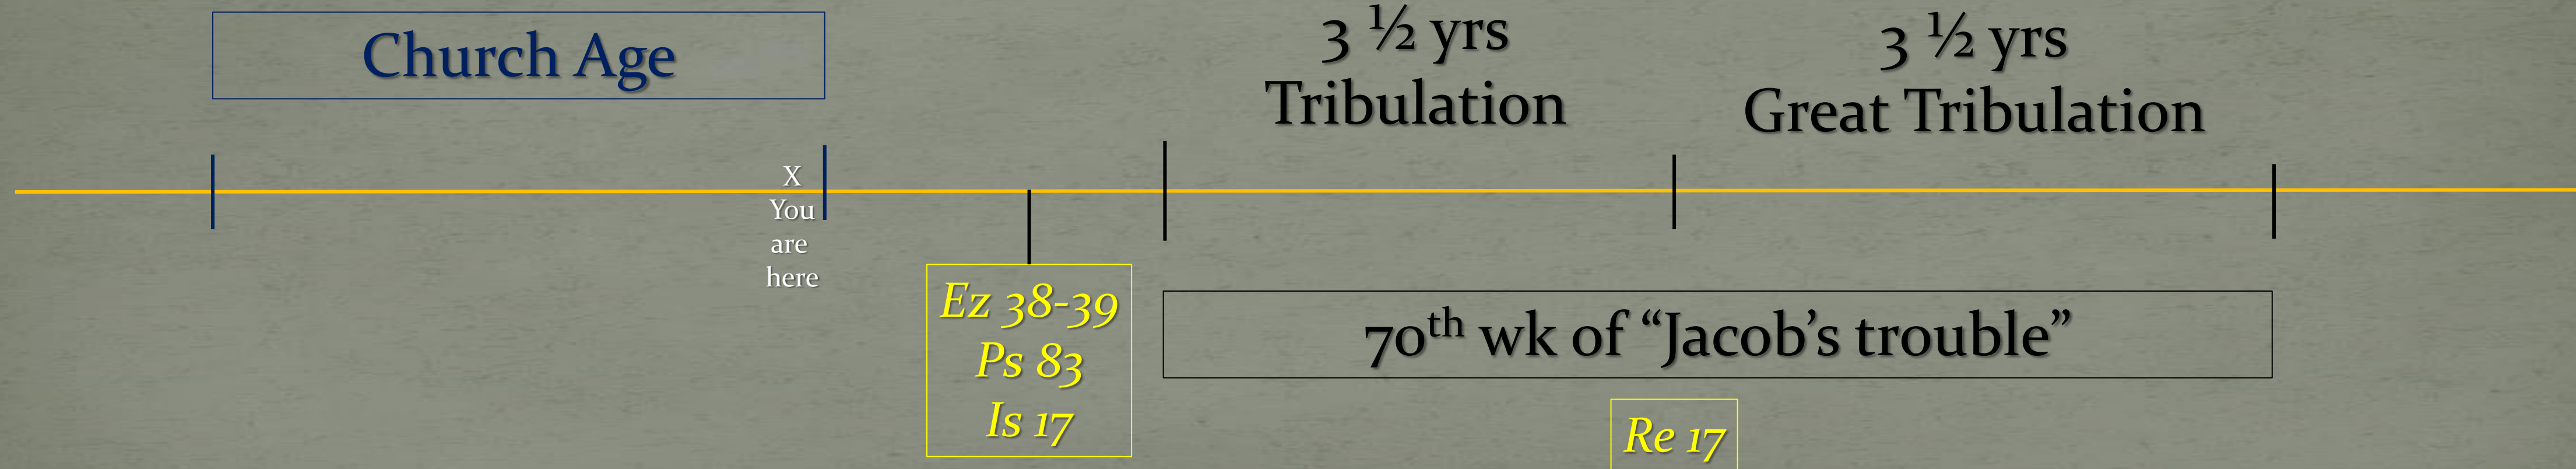 Church Age
3 ½ yrs
Tribulation
3 ½ yrs
Great Tribulation
X
You
are
here
Ez 38-39
Ps 83
Is 17
70th wk of “Jacob’s trouble”
Re 17